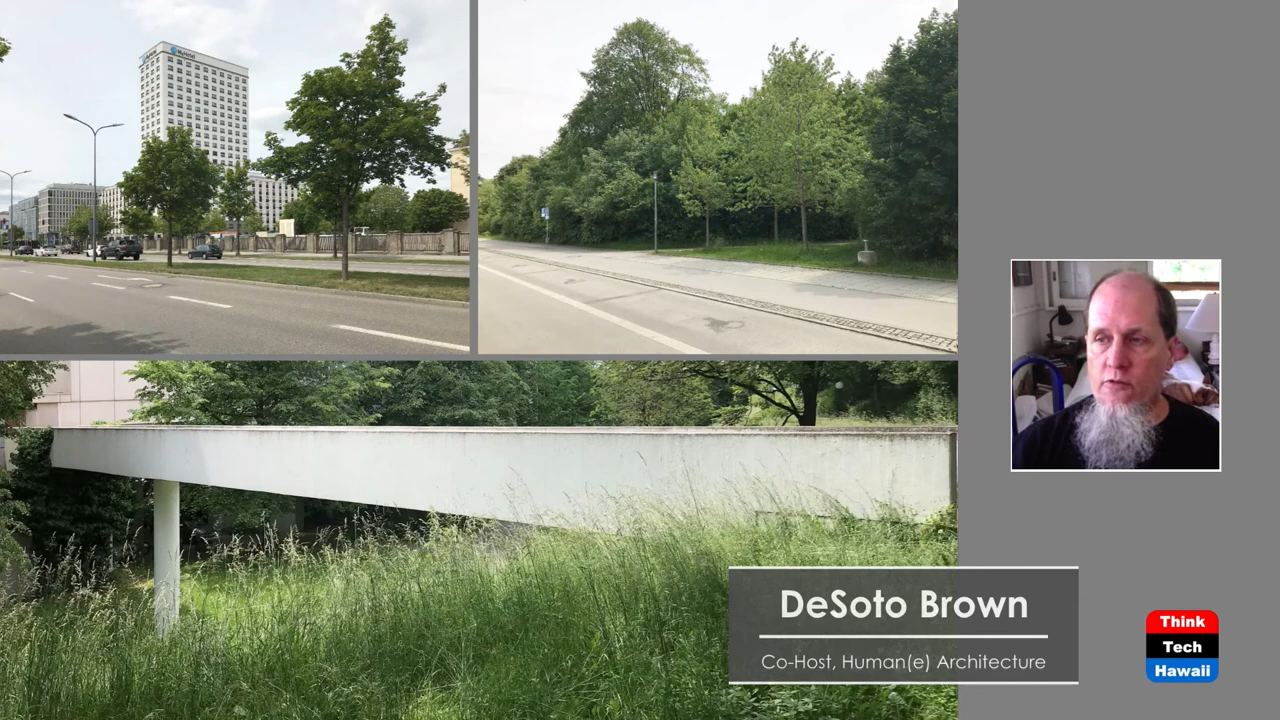 DeSoto Brown
Co-Host, Human(e) Architecture
Think
Tech
Hawaii